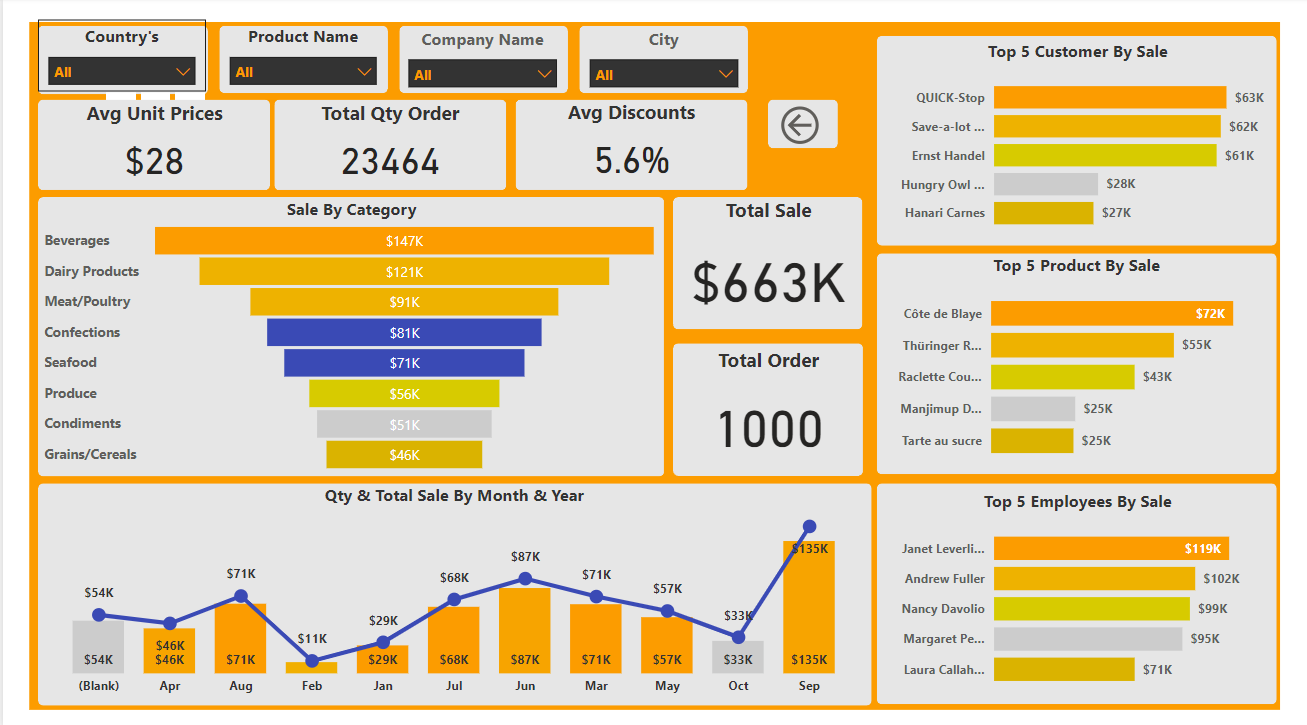 Country's
All
Product Name
All
Company Name
All
City
All
Avg Unit Prices
$28
Total Qty Order
23464
Avg Discounts
5.6%
Sale By Category
Beverages $147K
Dairy Products $121K
Meat/Poultry $91K
Confections $81K
Seafood $71K
Produce $56K
Condiments $51K
Grains/Cereals $46K
Total Sale
$663K
Total Order
1000
Top 5 Customer By Sale
QUICK-Stop $63K
Save-a-lot ... $62K
Ernst Handel $61K
Hungry Owl ... $28K
Hanari Carnes $27K
Top 5 Product By Sale
Côte de Blaye $72K
Thüringer R... $55K
Raclette Cou... $43K
Manjimup D... $25K
Tarte au sucre $25K
Qty & Total Sale By Month & Year
$54K $46K $71K $11K $29K $68K $87K $71K $57K $33K $135K
$54K $46K $71K $29K $68K $87K $71K $57K $33K $135K
(Blank) Apr Aug Feb Jan Jul Jun Mar May Oct Sep
Top 5 Employees By Sale
Janet Leverli... $119K
Andrew Fuller $102K
Nancy Davolio $99K
Margaret Pe... $95K
Laura Callah... $71K